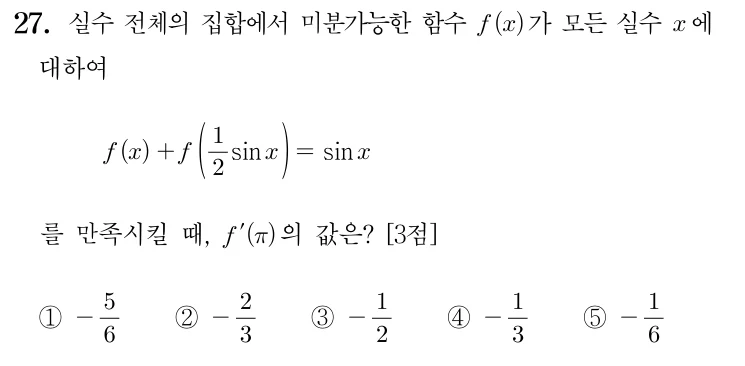 27. 실수 전체의 집합에서 미분가능한 함수 f(x)가 모든 실수 x에
대하여
f(x)+f(1/2 sin x)= sin x
를 만족시킬 때, f′(π)의 값은? [3점]
① −5/6 ② −2/3 ③ −1/2 ④ −1/3 ⑤ −1/6